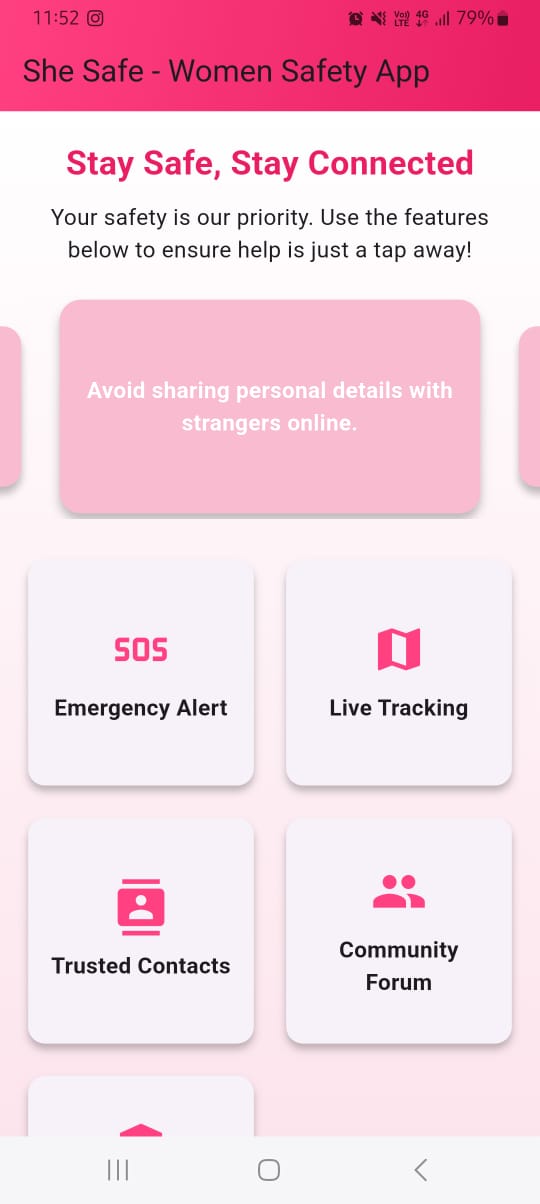 11:52
Vo)) 4G 79%
LTE
She Safe - Women Safety App
Stay Safe, Stay Connected
Your safety is our priority. Use the features
below to ensure help is just a tap away!
Avoid sharing personal details with
strangers online.
SOS
Emergency Alert
Live Tracking
Trusted Contacts
Community
Forum